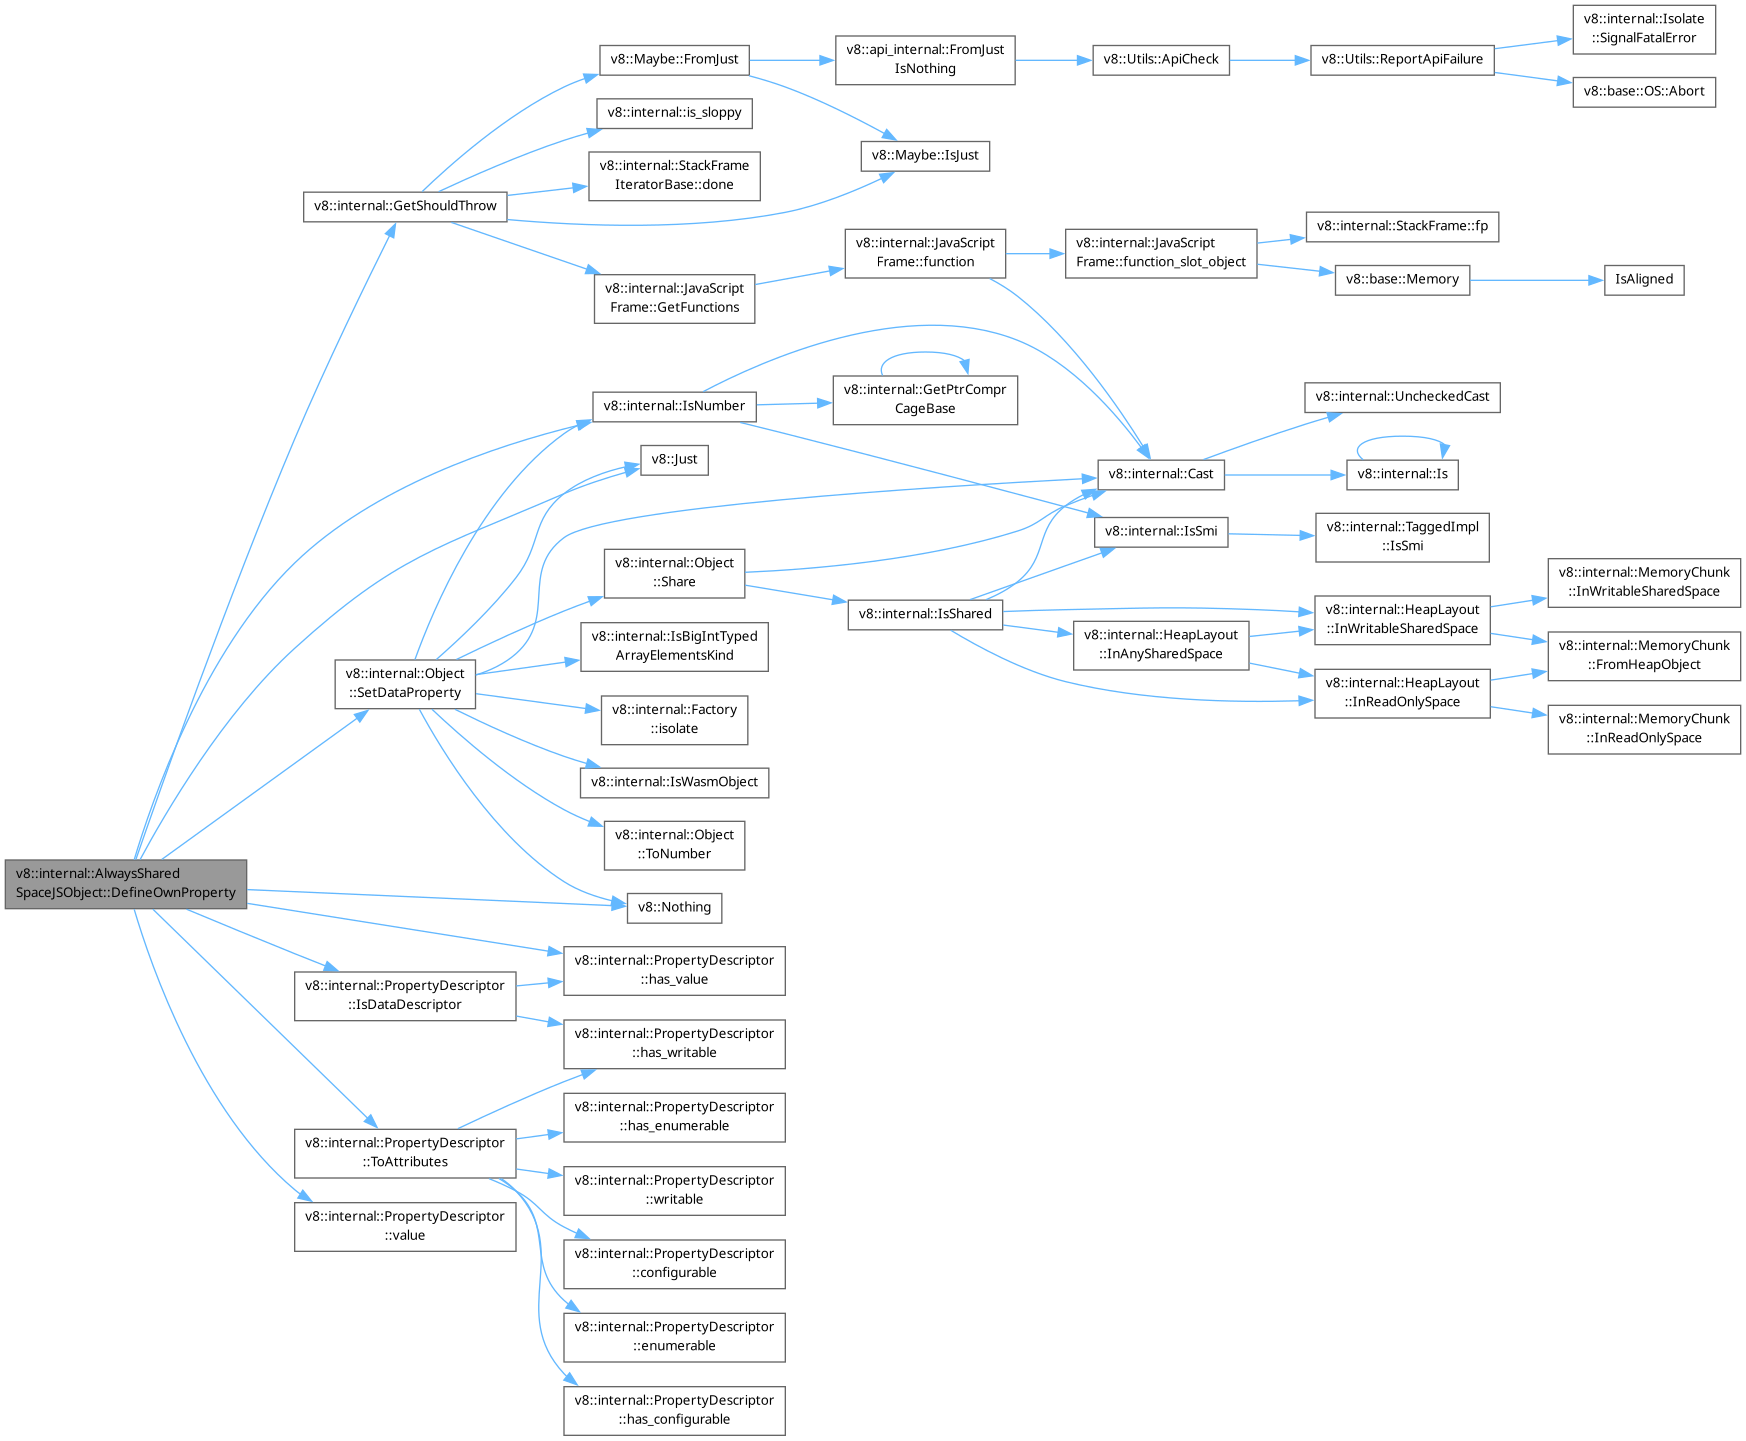 v8::internal::Isolate
::SignalFatalError
v8::Maybe::FromJust
v8::api_internal::FromJust
IsNothing
v8::Utils::ApiCheck
v8::Utils::ReportApiFailure
v8::base::OS::Abort
v8::internal::is_sloppy
v8::Maybe::IsJust
v8::internal::StackFrame
IteratorBase::done
v8::internal::GetShouldThrow
v8::internal::StackFrame::fp
v8::internal::JavaScript
Frame::function
v8::internal::JavaScript
Frame::function_slot_object
v8::base::Memory
IsAligned
v8::internal::JavaScript
Frame::GetFunctions
v8::internal::IsNumber
v8::internal::GetPtrCompr
CageBase
v8::internal::UncheckedCast
v8::Just
v8::internal::Cast
v8::internal::Is
v8::internal::IsSmi
v8::internal::TaggedImpl
::IsSmi
v8::internal::Object
::Share
v8::internal::IsShared
v8::internal::HeapLayout
::InWritableSharedSpace
v8::internal::MemoryChunk
::InWritableSharedSpace
v8::internal::IsBigIntTyped
ArrayElementsKind
v8::internal::HeapLayout
::InAnySharedSpace
v8::internal::MemoryChunk
::FromHeapObject
v8::internal::Object
::SetDataProperty
v8::internal::HeapLayout
::InReadOnlySpace
v8::internal::Factory
::isolate
v8::internal::MemoryChunk
::InReadOnlySpace
v8::internal::IsWasmObject
v8::internal::Object
::ToNumber
v8::internal::AlwaysShared
SpaceJSObject::DefineOwnProperty
v8::Nothing
v8::internal::PropertyDescriptor
::has_value
v8::internal::PropertyDescriptor
::IsDataDescriptor
v8::internal::PropertyDescriptor
::has_writable
v8::internal::PropertyDescriptor
::has_enumerable
v8::internal::PropertyDescriptor
::ToAttributes
v8::internal::PropertyDescriptor
::writable
v8::internal::PropertyDescriptor
::value
v8::internal::PropertyDescriptor
::configurable
v8::internal::PropertyDescriptor
::enumerable
v8::internal::PropertyDescriptor
::has_configurable